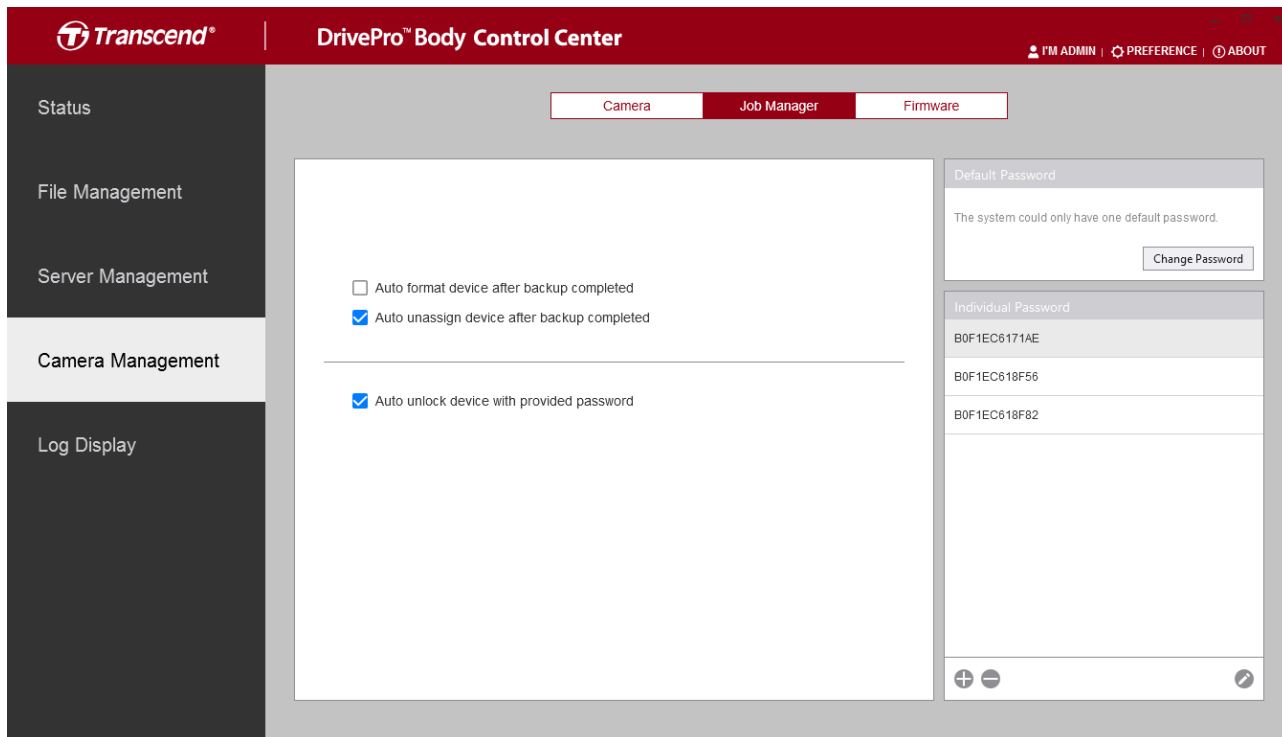 Transcend®
DrivePro™ Body Control Center
I'M ADMIN | PREFERENCE | ABOUT
Status
File Management
Server Management
Camera Management
Log Display
Camera
Job Manager
Firmware
Auto format device after backup completed
Auto unassign device after backup completed
Auto unlock device with provided password
Default Password
The system could only have one default password.
Change Password
Individual Password
B0F1EC6171AE
B0F1EC618F56
B0F1EC618F82